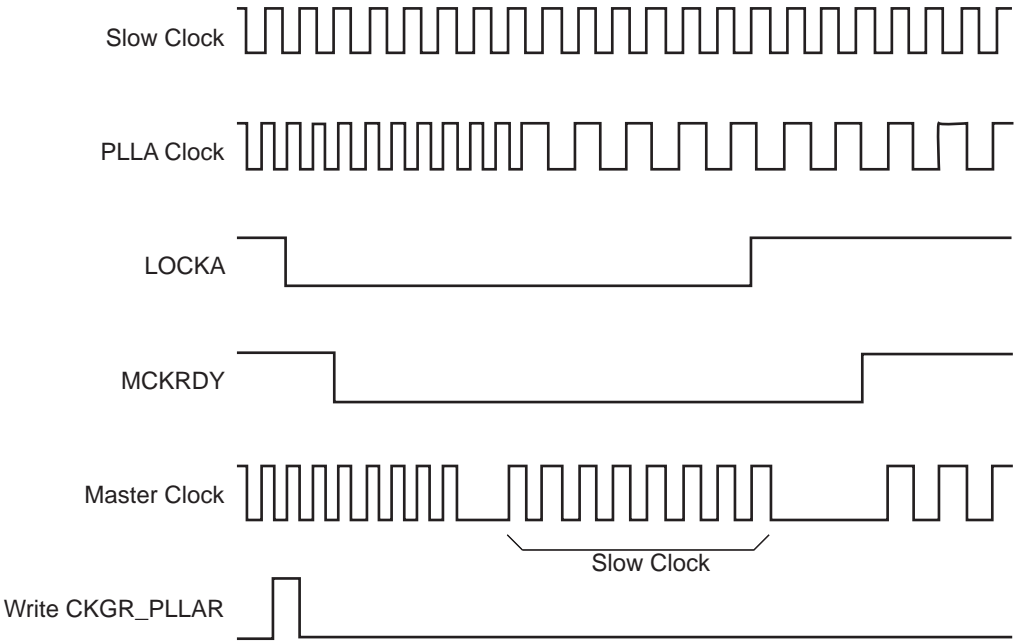 Slow Clock
PLLA Clock
LOCKA
MCKRDY
Master Clock
Slow Clock
Write CKGR_PLLAR